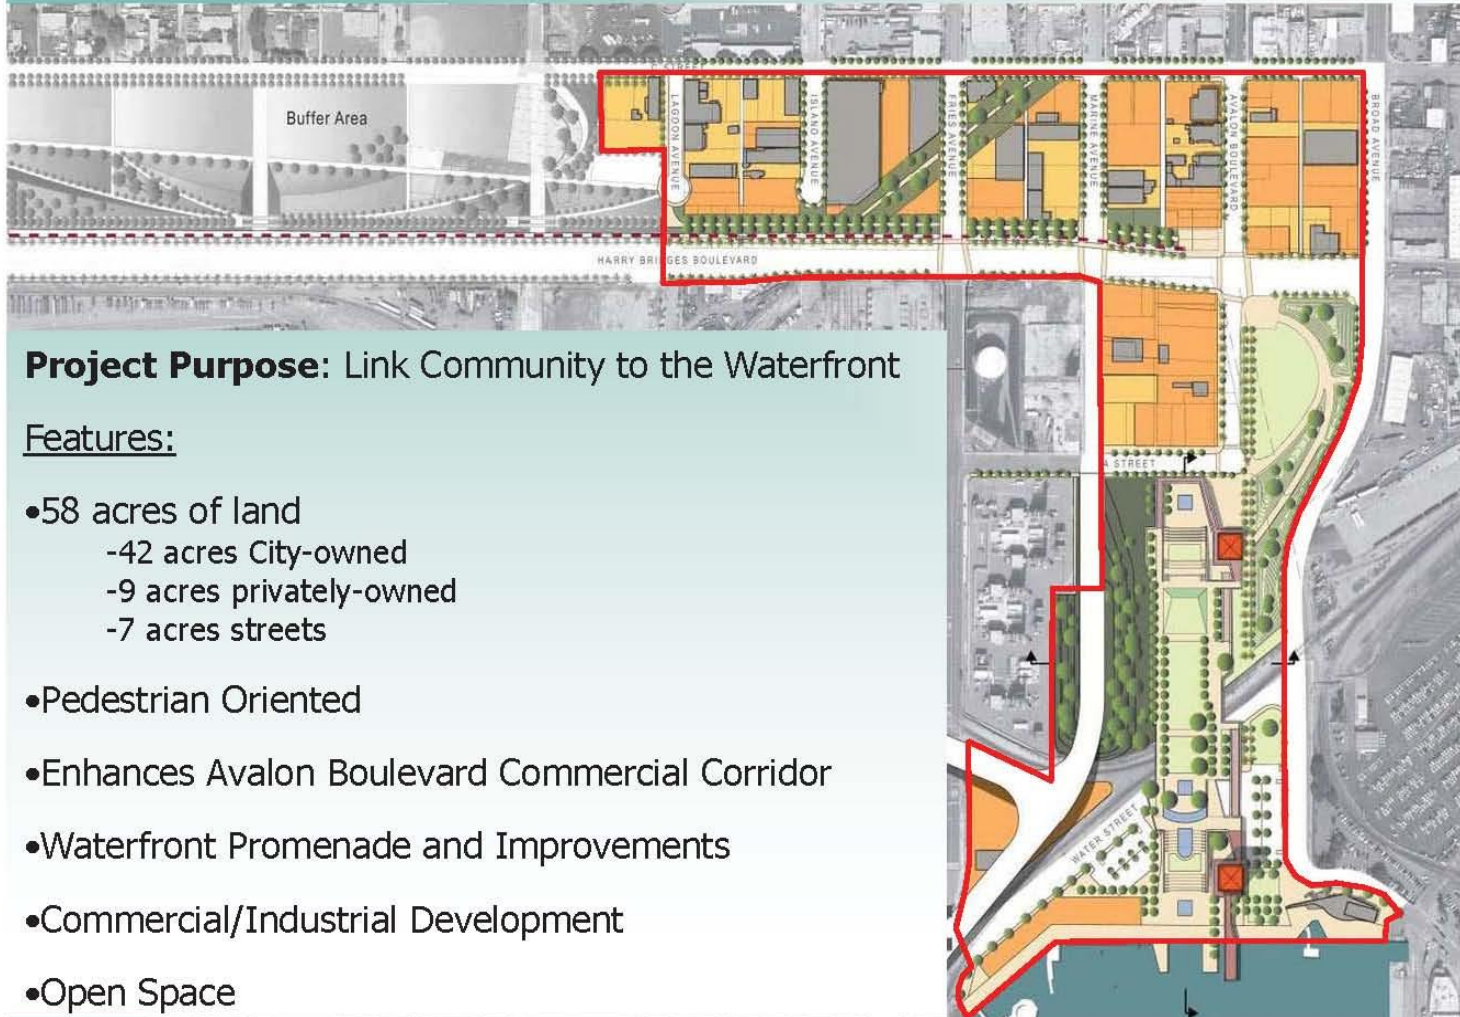 C STREET
Buffer Area
LAGOON AVENUE
ISLAND AVENUE
FRIES AVENUE
MARINE AVENUE
AVALON BOULEVARD
BROAD AVENUE
HARRY BRIDGES BOULEVARD
Project Purpose: Link Community to the Waterfront
Features:
•58 acres of land
-42 acres City-owned
-9 acres privately-owned
-7 acres streets
•Pedestrian Oriented
•Enhances Avalon Boulevard Commercial Corridor
•Waterfront Promenade and Improvements
•Commercial/Industrial Development
•Open Space
A STREET
WATER STREET